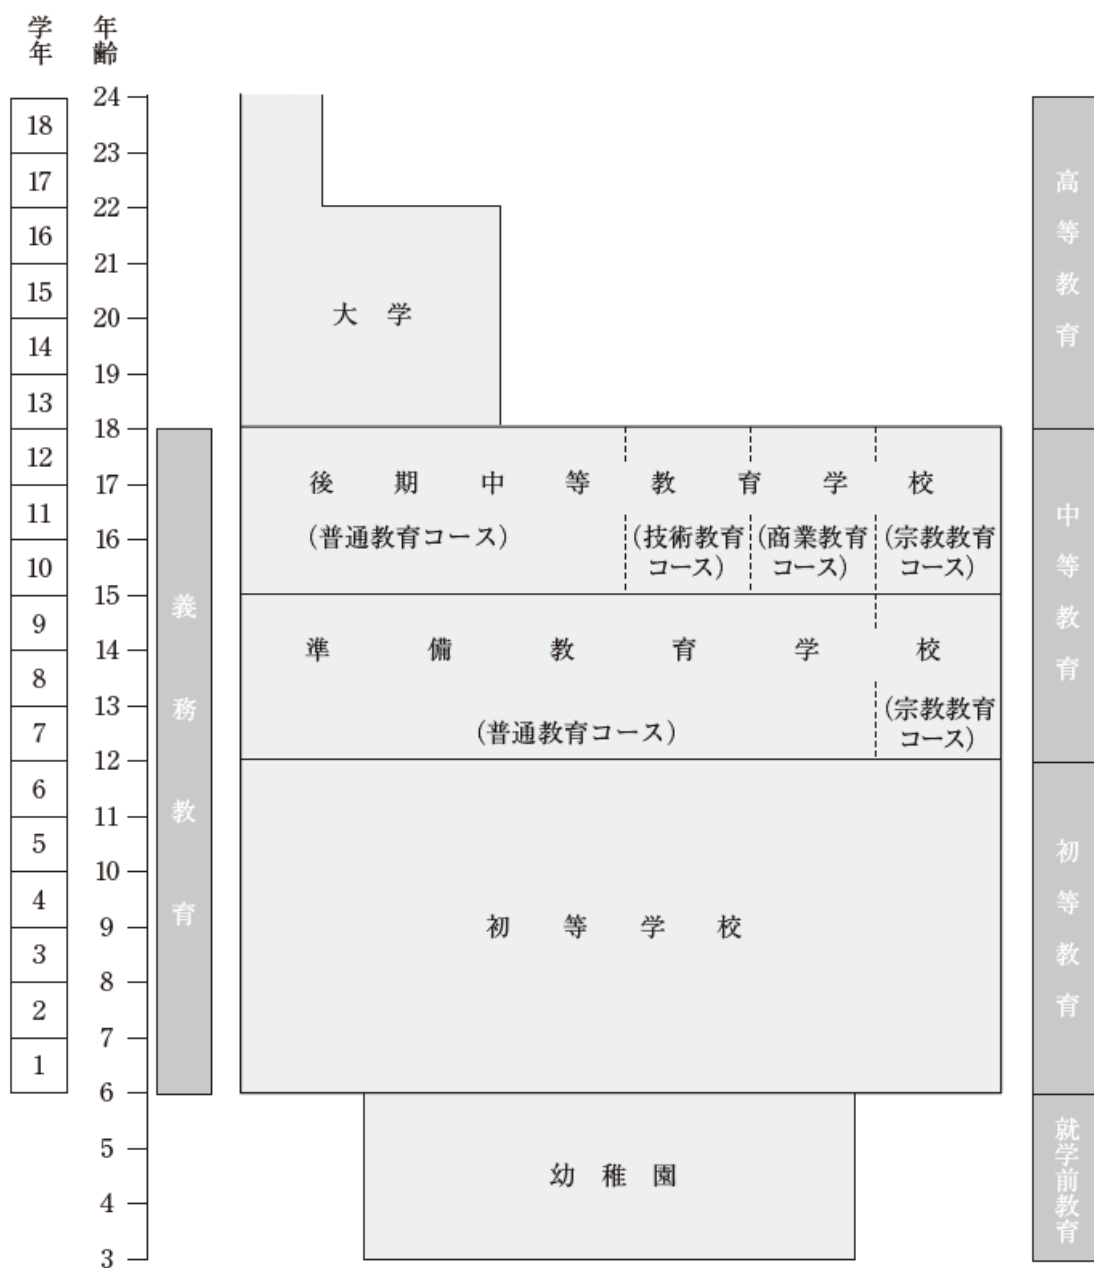 学年
年齢
24
18
23
17
22
16
21
15
20
14
19
13
18
12
17
11
16
10
15
9
14
8
13
7
12
6
11
5
10
4
9
3
8
2
7
1
6
5
4
3
義務教育
大学
後期中等教育学校
(普通教育コース)
(技術教育
コース)
(商業教育
コース)
(宗教教育
コース)
準備教育学校
(普通教育コース)
(宗教教育
コース)
初等学校
幼稚園
高等教育
中等教育
初等教育
就学前教育